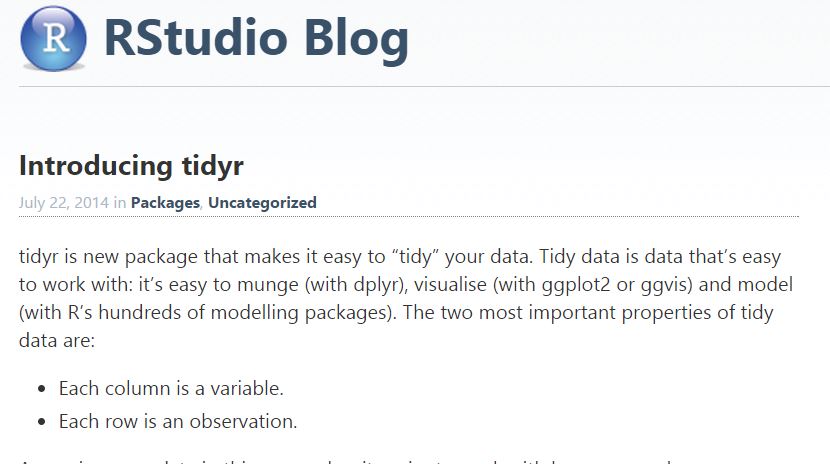 R RStudio Blog
Introducing tidyr
July 22, 2014 in Packages, Uncategorized
tidyr is new package that makes it easy to “tidy” your data. Tidy data is data that’s easy
to work with: it’s easy to munge (with dplyr), visualise (with ggplot2 or ggvis) and model
(with R’s hundreds of modelling packages). The two most important properties of tidy
data are:
• Each column is a variable.
• Each row is an observation.